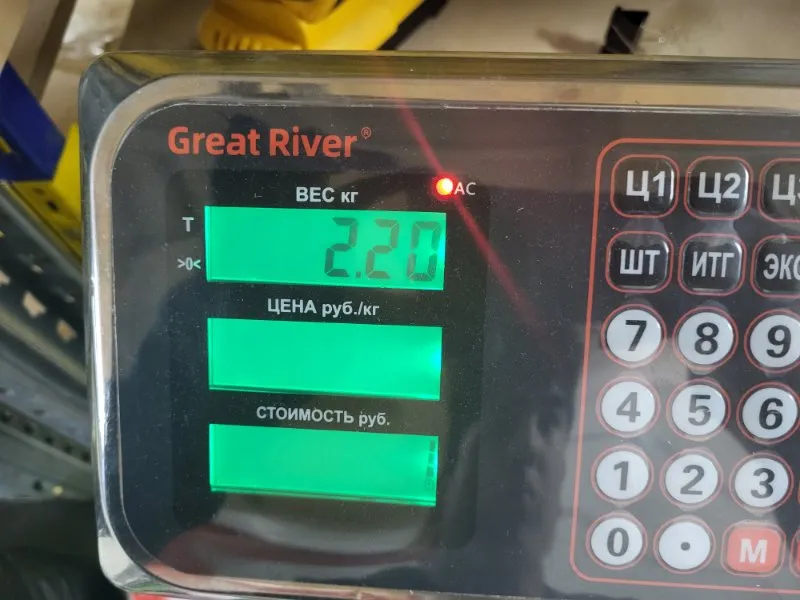 Great River®
ВЕС кг
AC
T
2.20
>0<
ЦЕНА руб./кг
СТОИМОСТЬ руб.
Ц1 Ц2
ШТ ИТГ
7 8 9
4 5 6
1 2 3
0 • M